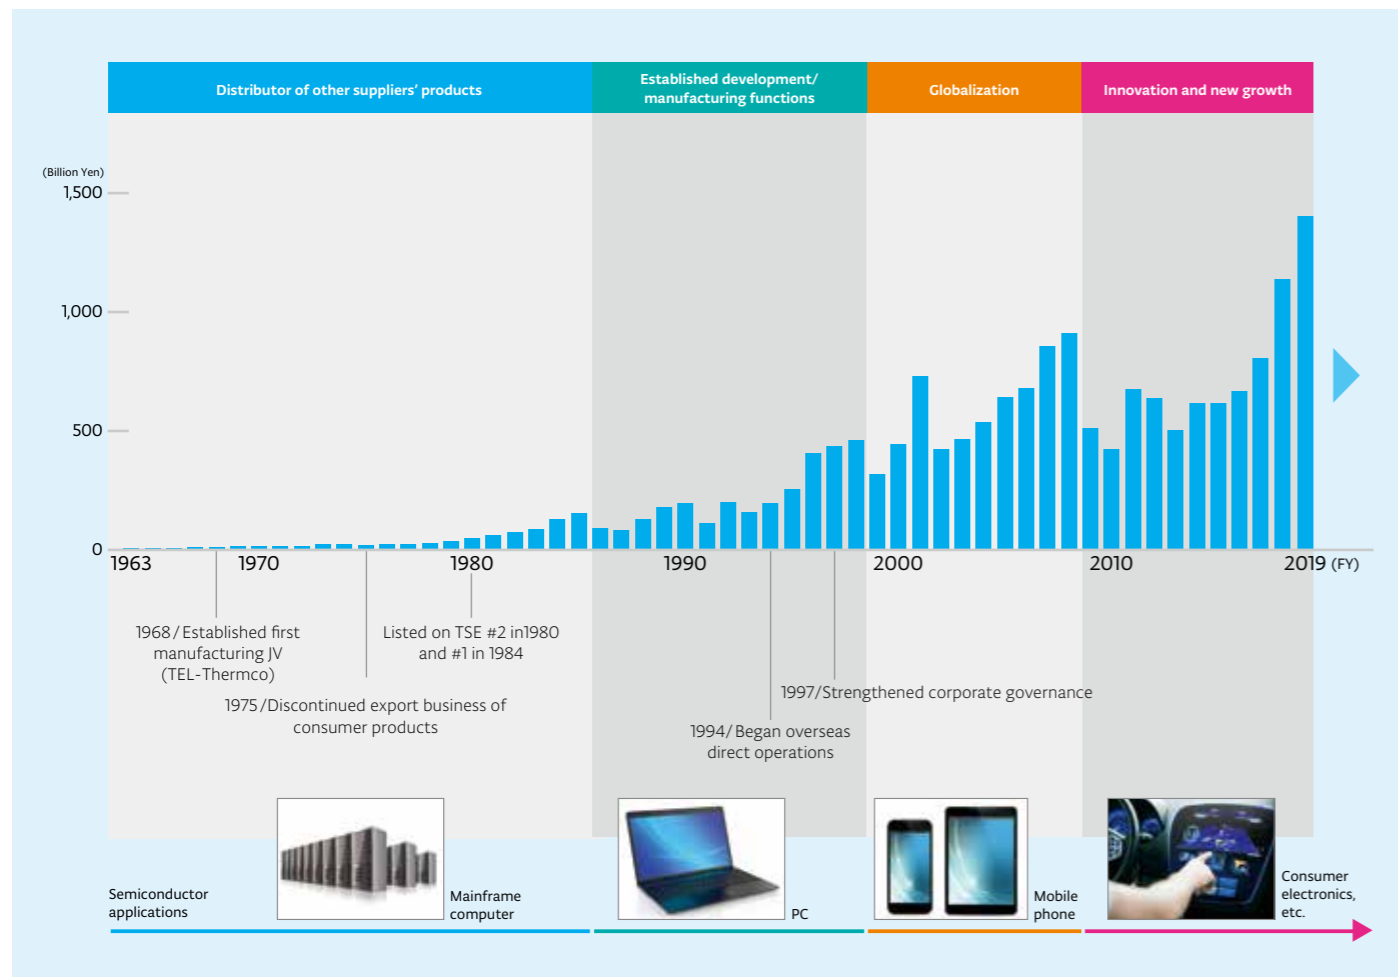 Distributor of other suppliers' products
Established development/
manufacturing functions
Globalization
Innovation and new growth
(Billion Yen)
1,500
1,000
500
0
1963
1970
1980
1990
2000
2010
2019 (FY)
1968/Established first
manufacturing JV
(TEL-Thermco)
Listed on TSE #2 in1980
and #1 in 1984
1975/Discontinued export business of
consumer products
1997/Strengthened corporate governance
1994/Began overseas
direct operations
Semiconductor
applications
Mainframe
computer
PC
Mobile
phone
Consumer
electronics,
etc.